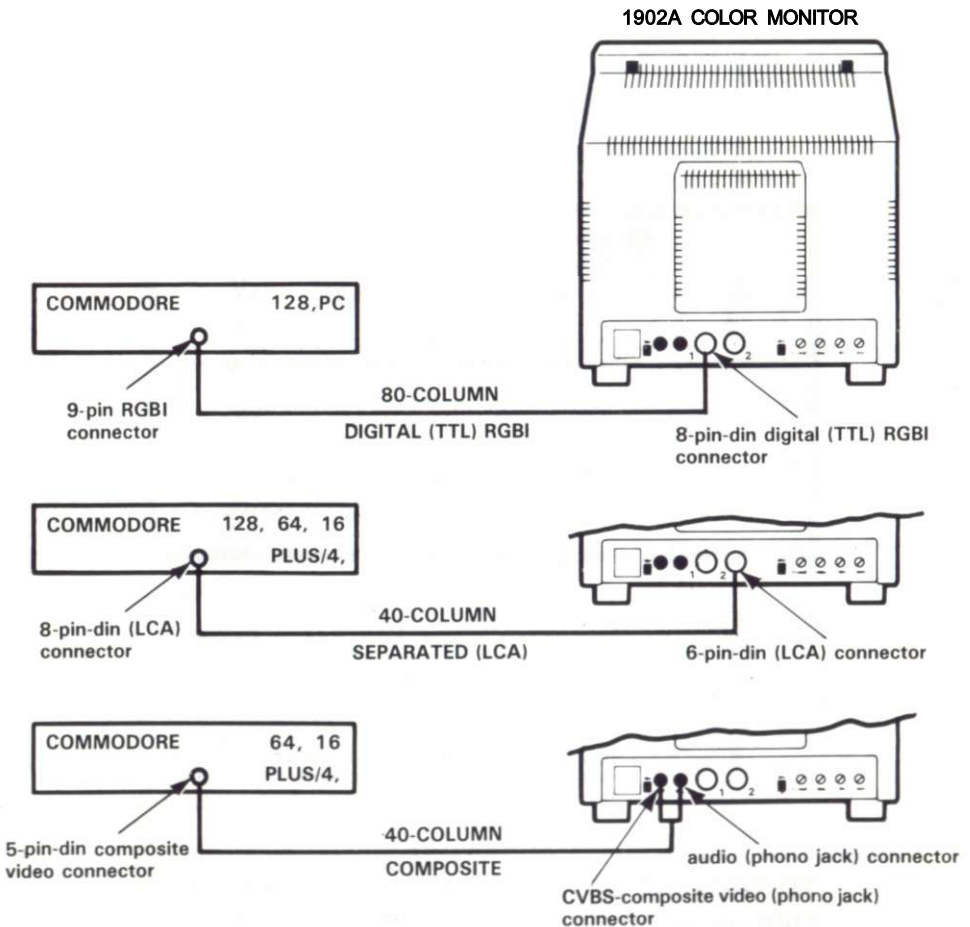 1902A COLOR MONITOR
COMMODORE 128,PC
1 2
9-pin RGBI
connector
80-COLUMN
DIGITAL (TTL) RGBI
8-pin-din digital (TTL) RGBI
connector
COMMODORE 128, 64, 16
PLUS/4,
1 2
8-pin-din (LCA)
connector
40-COLUMN
SEPARATED (LCA)
6-pin-din (LCA) connector
COMMODORE 64, 16
PLUS/4,
1 2
5-pin-din composite
video connector
40-COLUMN
COMPOSITE
audio (phono jack) connector
CVBS-composite video (phono jack)
connector